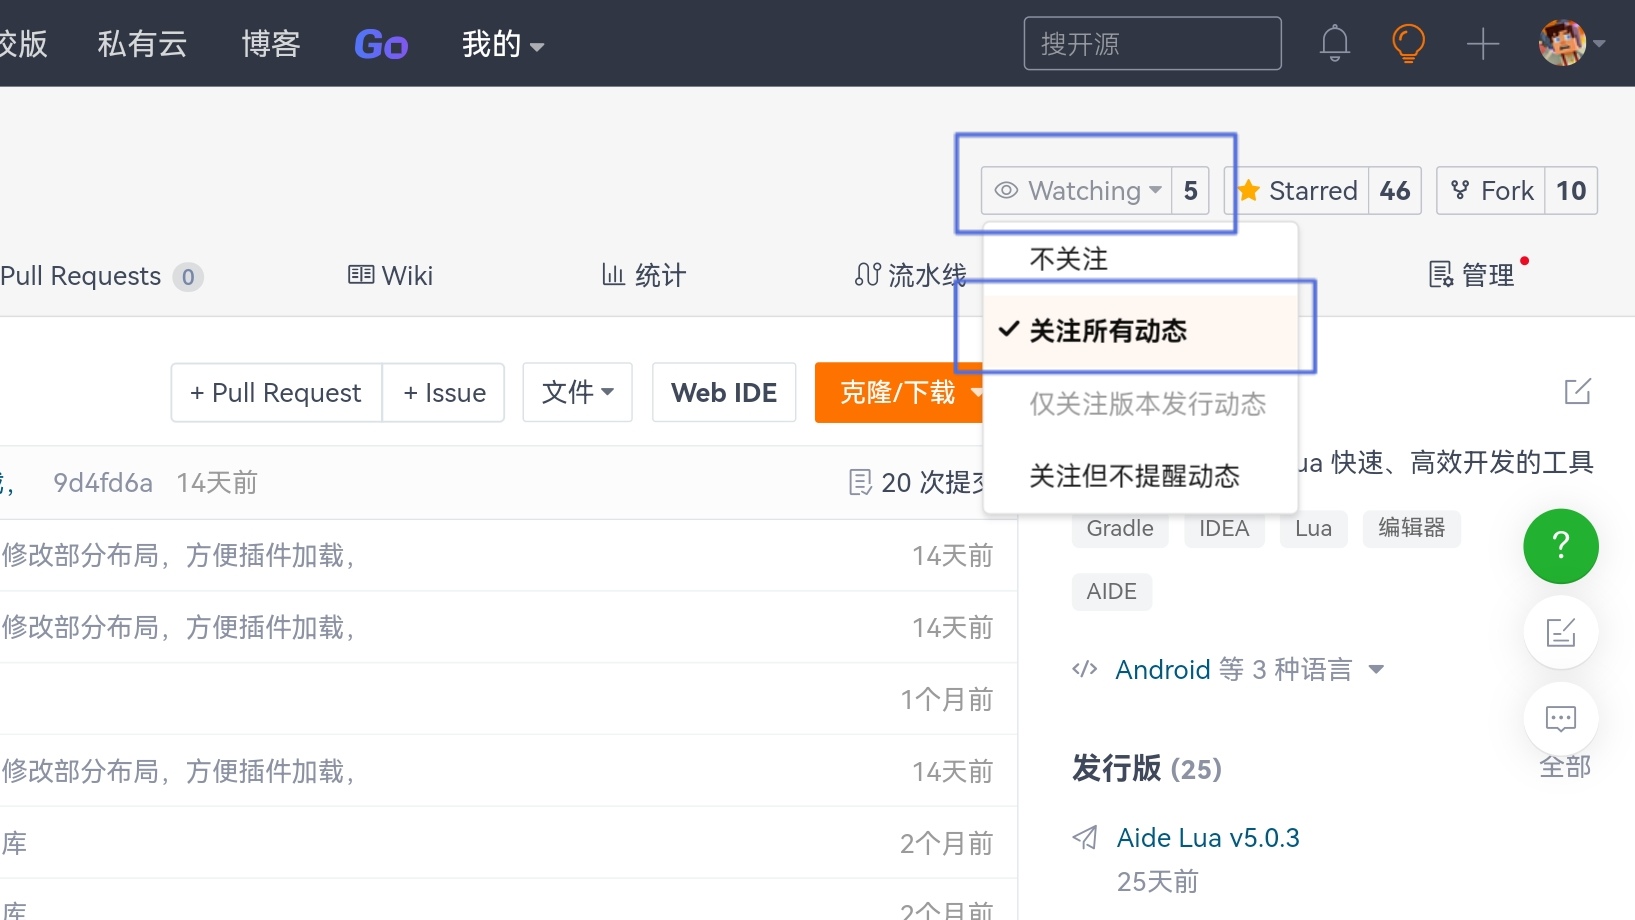 校版 私有云 博客 Go 我的 搜开源
Watching 5 Starred 46 Fork 10
不关注
Pull Requests 0 Wiki 统计 流水线 管理
关注所有动态
+ Pull Request + Issue 文件 Web IDE 克隆/下载
仅关注版本发行动态
ua 快速、高效开发的工具
关注但不提醒动态
, 9d4fd6a 14天前 20 次提交
Gradle IDEA Lua 编辑器
修改部分布局，方便插件加载， 14天前
AIDE
修改部分布局，方便插件加载， 14天前
Android 等 3 种语言
1个月前
发行版 (25) 全部
修改部分布局，方便插件加载， 14天前
Aide Lua v5.0.3
库 2个月前
25天前
库 2个月前